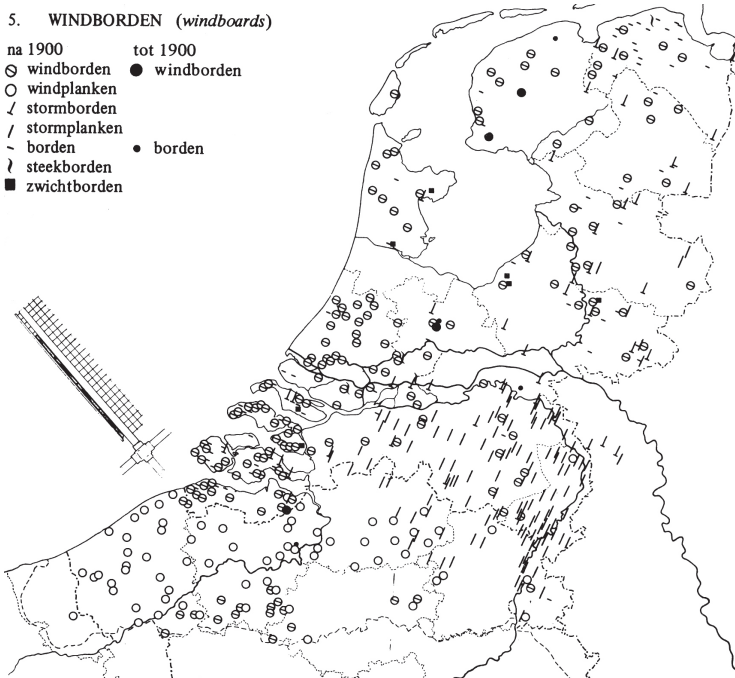 5. WINDBORDEN (windboards)
na 1900 tot 1900
windborden windborden
windplanken
stormborden
stormplanken
borden borden
steekborden
zwichtborden